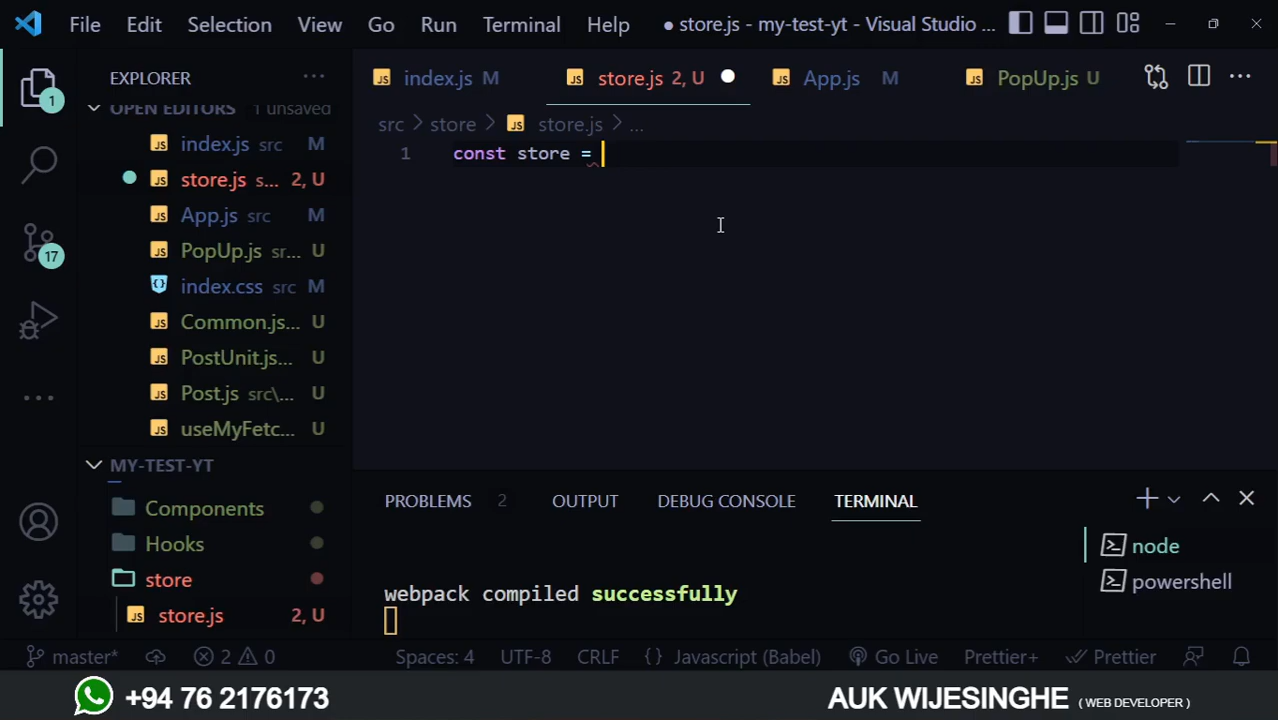 File Edit Selection View Go Run Terminal Help ● store.js - my-test-yt - Visual Studio ...
EXPLORER ...
OPEN EDITORS 1 unsaved
index.js src M
store.js s... 2, U
App.js src M
PopUp.js sr... U
index.css src M
Common.js... U
PostUnit.js... U
Post.js src\... U
useMyFetc... U
MY-TEST-YT
Components
Hooks
store
store.js 2, U
1
17
index.js M store.js 2, U App.js M PopUp.js U
src > store > store.js > ...
1 const store =
PROBLEMS 2 OUTPUT DEBUG CONSOLE TERMINAL
webpack compiled successfully
node
powershell
master* 2 0 Spaces: 4 UTF-8 CRLF {} Javascript (Babel) Go Live Prettier+ Prettier
+94 76 2176173 AUK WIJESINGHE ( WEB DEVELOPER )